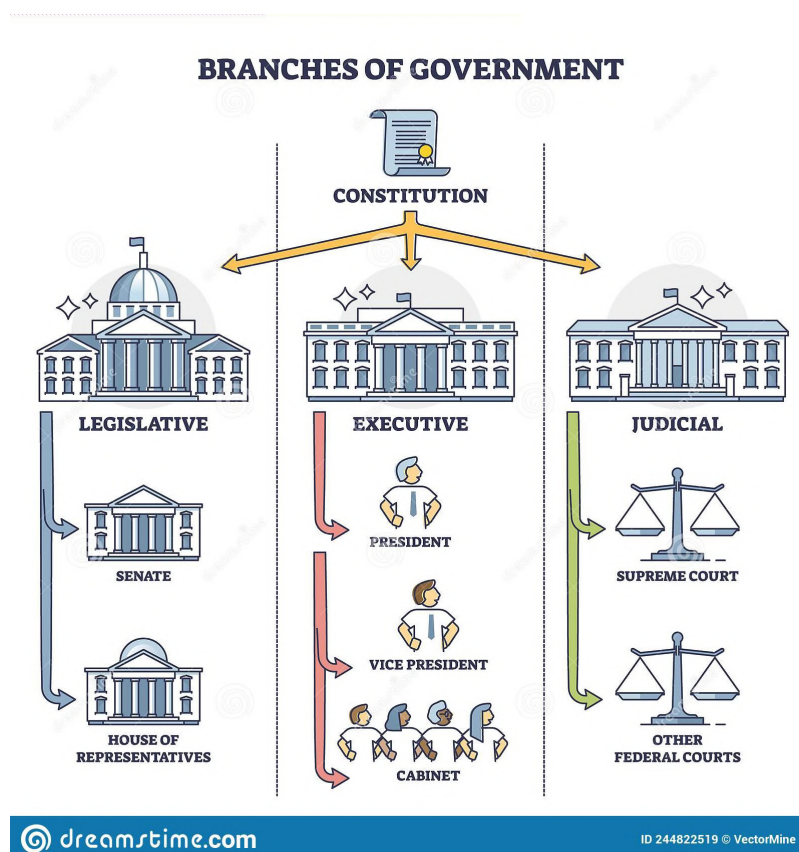 BRANCHES OF GOVERNMENT
CONSTITUTION
LEGISLATIVE
SENATE
HOUSE OF
REPRESENTATIVES
EXECUTIVE
PRESIDENT
VICE PRESIDENT
CABINET
JUDICIAL
SUPREME COURT
OTHER
FEDERAL COURTS
dreamstime.com
ID 244822519 © VectorMine